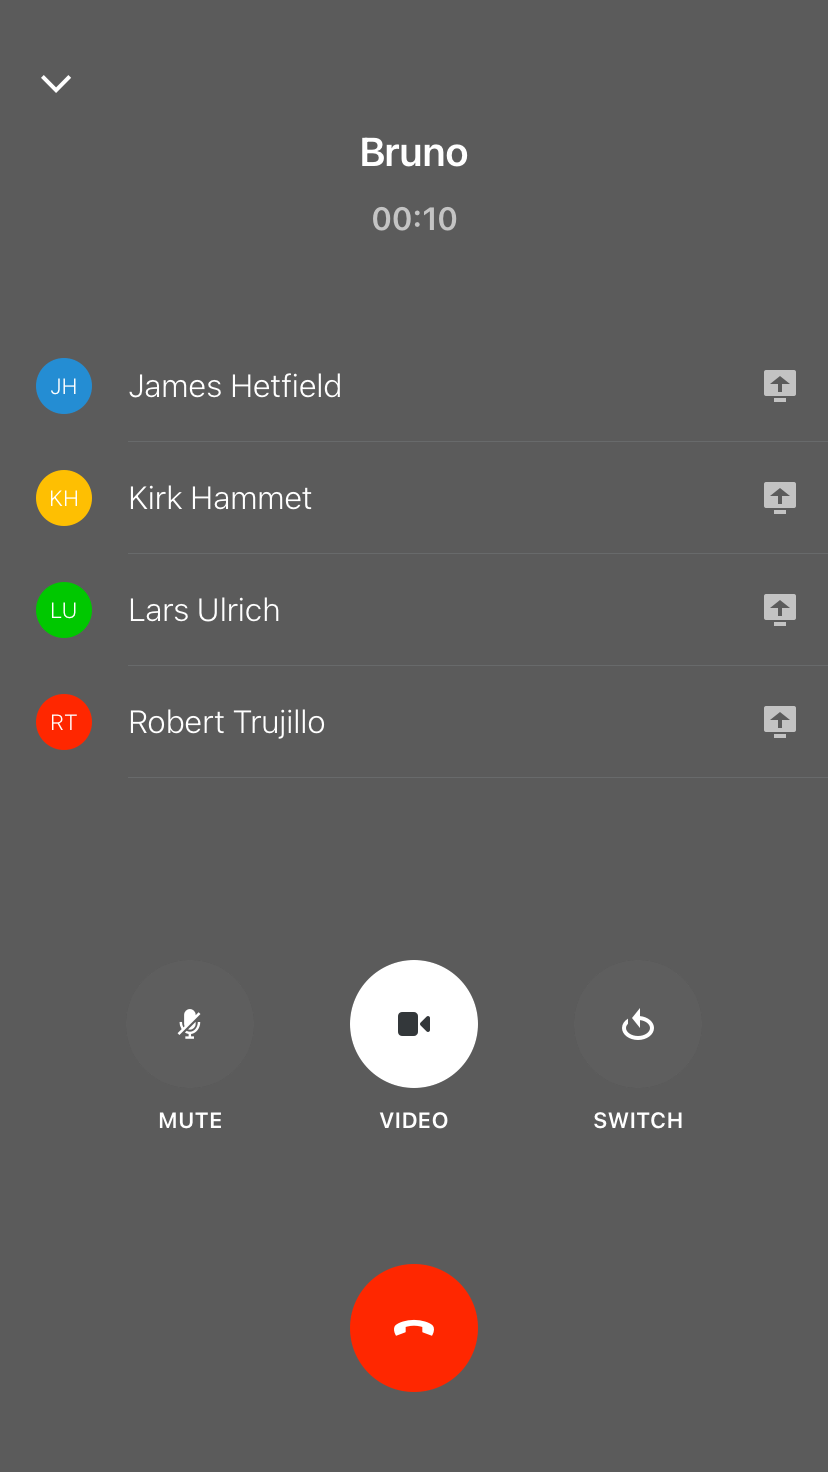 Bruno
00:10
JH James Hetfield
KH Kirk Hammet
LU Lars Ulrich
RT Robert Trujillo
MUTE VIDEO SWITCH